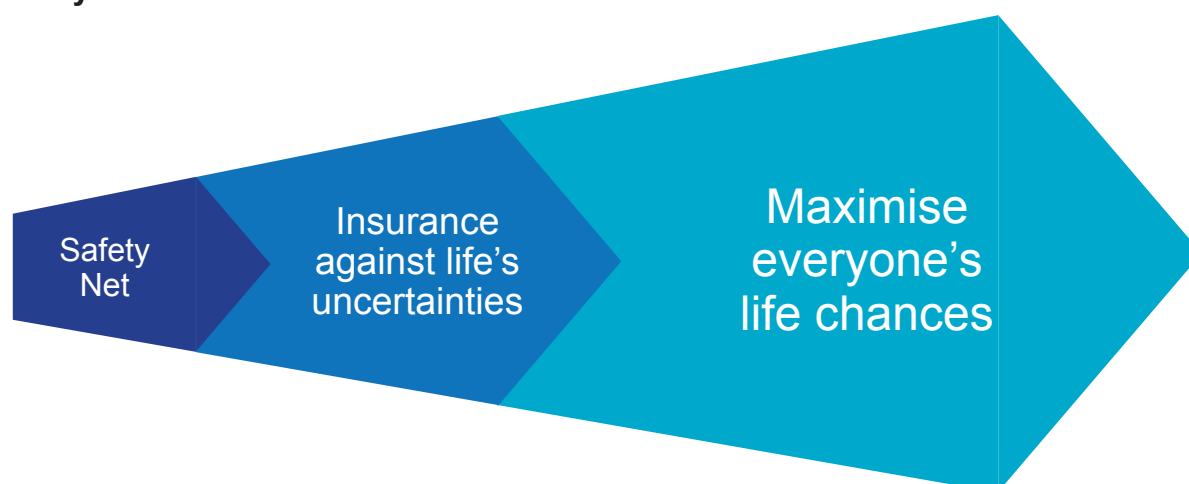 Safety
Net
Insurance
against life's
uncertainties
Maximise
everyone's
life chances